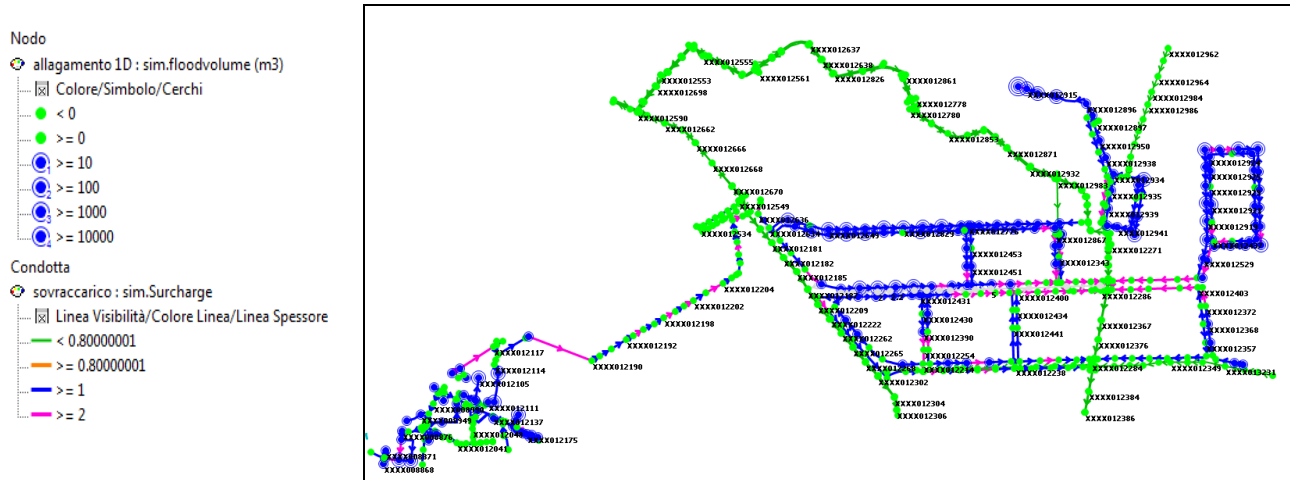 Nodo
allagamento 1D : sim.floodvolume (m3)
Colore/Simbolo/Cerchi
< 0
>= 0
>= 10
>= 100
>= 1000
>= 10000
Condotta
sovraccarico : sim.Surcharge
Linea Visibilità/Colore Linea/Linea Spessore
< 0.80000001
>= 0.80000001
>= 1
>= 2
XXXX012637
XXXX012962
XXXX012555
XXXX012638
XXXX012553
XXXX012561
XXXX012826
XXXX012861
XXXX012964
XXXX012698
XXXX012915
XXXX012984
XXXX012778
XXXX012896
XXXX012986
XXXX012590
XXXX012780
XXXX012662
XXXX012897
XXXX012853
XXXX012666
XXXX012950
XXXX012871
XXXX012668
XXXX012938
XXXX012932
XXXX012934
XXXX012670
XXXX012983
XXXX012935
XXXX012549
XXXX012939
XXXX012636
XXXX012534
XXXX012941
XXXX012867
XXXX012181
XXXX012453
XXXX012271
XXXX012182
XXXX012343
XXXX012529
XXXX012451
XXXX012185
XXXX012204
XXXX012286
XXXX012403
XXXX012431
XXXX012400
XXXX012202
XXXX012209
XXXX012372
XXXX012430
XXXX012434
XXXX012198
XXXX012222
XXXX012367
XXXX012368
XXXX012262
XXXX012390
XXXX012441
XXXX012192
XXXX012376
XXXX012357
XXXX012117
XXXX012265
XXXX012254
XXXX012190
XXXX012284
XXXX012349
XXXX012114
XXXX012238
XXXX013231
XXXX012302
XXXX012105
XXXX012304
XXXX012384
XXXX012111
XXXX012306
XXXX012386
XXXX012137
XXXX012175
XXXX012041
XXXX008871
XXXX008868